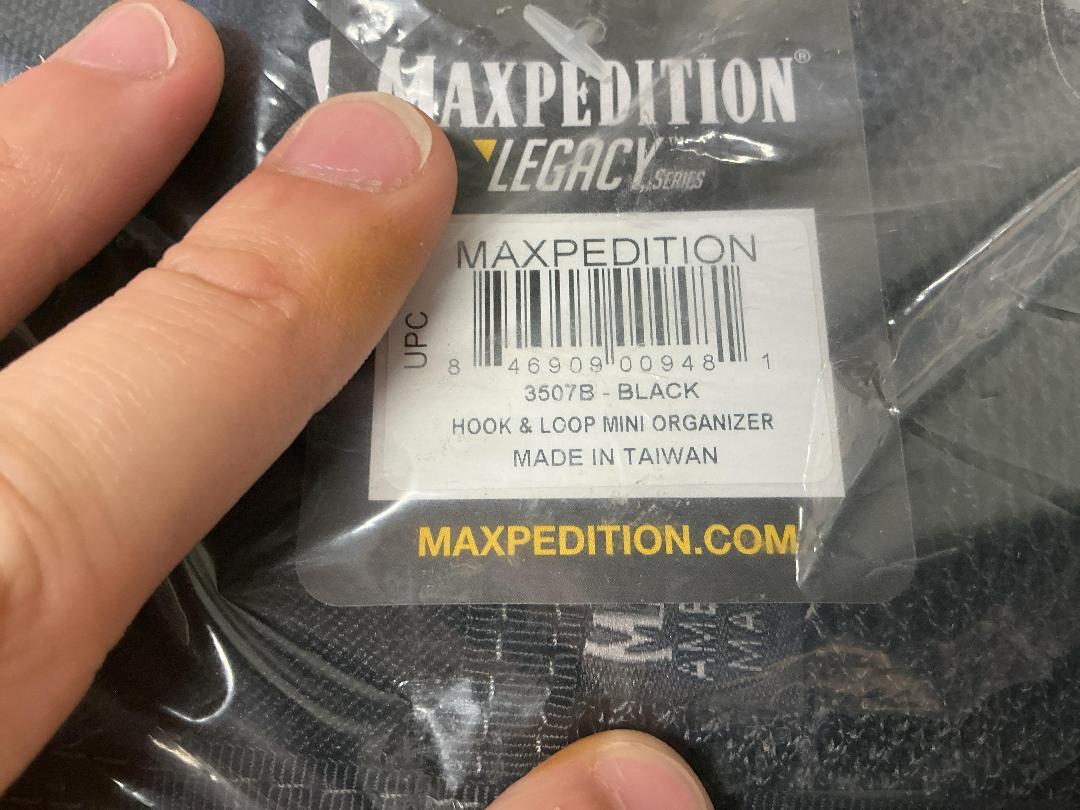 MAXPEDITION®
LEGACY™ SERIES
MAXPEDITION
UPC
8 46909 00948 1
3507B - BLACK
HOOK & LOOP MINI ORGANIZER
MADE IN TAIWAN
MAXPEDITION.COM